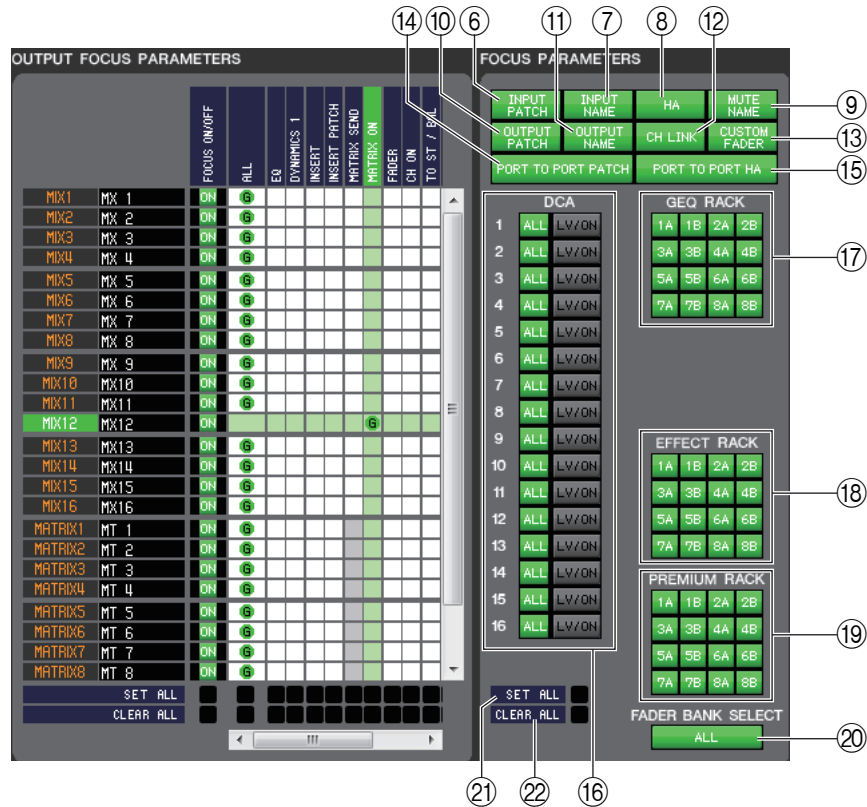 ⑭ ⑩ ⑥ ⑪ ⑦ ⑧ ⑫
OUTPUT FOCUS PARAMETERS
FOCUS ON/OFF
ALL
EQ
DYNAMICS 1
INSERT
INSERT PATCH
MATRIX SEND
MATRIX ON
FADER
CH ON
TO ST / BAL
MIX1 MX 1 ON G
MIX2 MX 2 ON G
MIX3 MX 3 ON G
MIX4 MX 4 ON G
MIX5 MX 5 ON G
MIX6 MX 6 ON G
MIX7 MX 7 ON G
MIX8 MX 8 ON G
MIX9 MX 9 ON G
MIX10 MX10 ON G
MIX11 MX11 ON G
MIX12 MX12 ON G
MIX13 MX13 ON G
MIX14 MX14 ON G
MIX15 MX15 ON G
MIX16 MX16 ON G
MATRIX1 MT 1 ON G
MATRIX2 MT 2 ON G
MATRIX3 MT 3 ON G
MATRIX4 MT 4 ON G
MATRIX5 MT 5 ON G
MATRIX6 MT 6 ON G
MATRIX7 MT 7 ON G
MATRIX8 MT 8 ON G
SET ALL
CLEAR ALL
FOCUS PARAMETERS
INPUT PATCH
INPUT NAME
HA
MUTE NAME
⑨
OUTPUT PATCH
OUTPUT NAME
CH LINK
CUSTOM FADER
⑬
PORT TO PORT PATCH
PORT TO PORT HA
⑮
DCA
1 ALL LV/ON
2 ALL LV/ON
3 ALL LV/ON
4 ALL LV/ON
5 ALL LV/ON
6 ALL LV/ON
7 ALL LV/ON
8 ALL LV/ON
9 ALL LV/ON
10 ALL LV/ON
11 ALL LV/ON
12 ALL LV/ON
13 ALL LV/ON
14 ALL LV/ON
15 ALL LV/ON
16 ALL LV/ON
GEQ RACK
1A 1B 2A 2B
3A 3B 4A 4B
5A 5B 6A 6B
7A 7B 8A 8B
⑰
EFFECT RACK
1A 1B 2A 2B
3A 3B 4A 4B
5A 5B 6A 6B
7A 7B 8A 8B
⑱
PREMIUM RACK
1A 1B 2A 2B
3A 3B 4A 4B
5A 5B 6A 6B
7A 7B 8A 8B
⑲
SET ALL
CLEAR ALL
FADER BANK SELECT
ALL
⑳
㉑ ㉒ ⑯